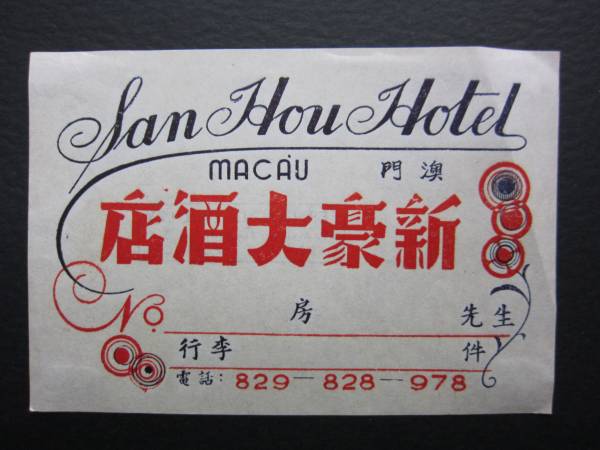 San Hou Hotel
MACÁU 澳門
新豪大酒店
No 房 先生
行李 件
電話: 829—828—978